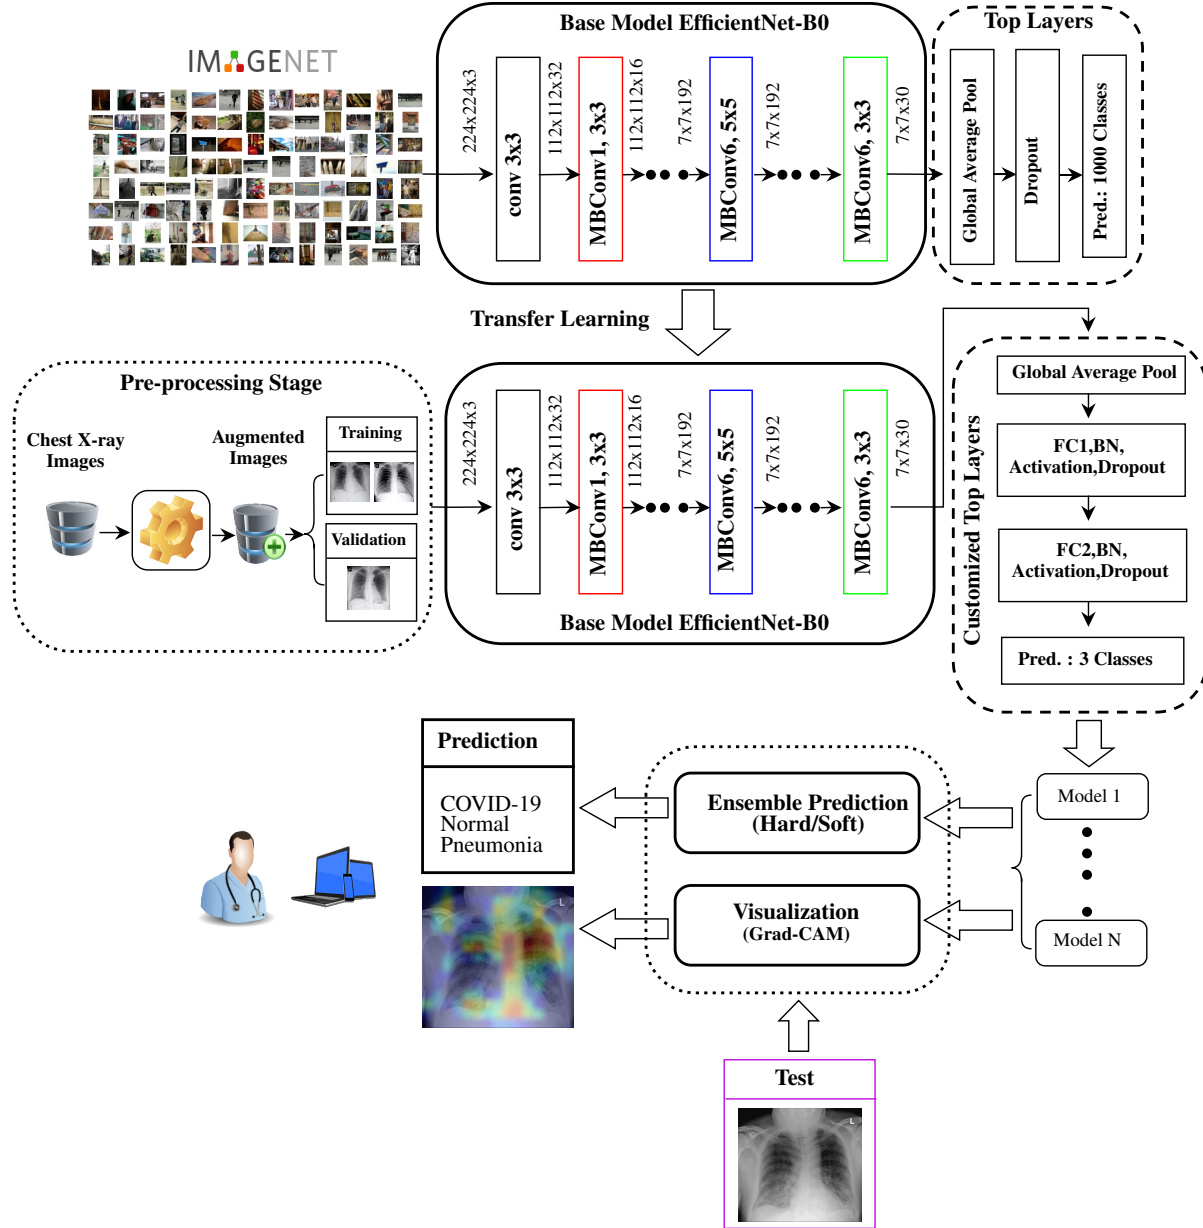 IMAGENET
Base Model EfficientNet-B0
224x224x3
conv 3x3
112x112x32
MBConv1, 3x3
112x112x16
7x7x192
MBConv6, 5x5
7x7x192
MBConv6, 3x3
7x7x30
Top Layers
Global Average Pool
Dropout
Pred.: 1000 Classes
Transfer Learning
Pre-processing Stage
Chest X-ray
Images
Augmented
Images
Training
Validation
224x224x3
conv 3x3
112x112x32
MBConv1, 3x3
112x112x16
7x7x192
MBConv6, 5x5
7x7x192
MBConv6, 3x3
7x7x30
Base Model EfficientNet-B0
Customized Top Layers
Global Average Pool
FC1,BN,
Activation,Dropout
FC2,BN,
Activation,Dropout
Pred. : 3 Classes
Model 1
Model N
Ensemble Prediction
(Hard/Soft)
Visualization
(Grad-CAM)
Prediction
COVID-19
Normal
Pneumonia
L
Test
L